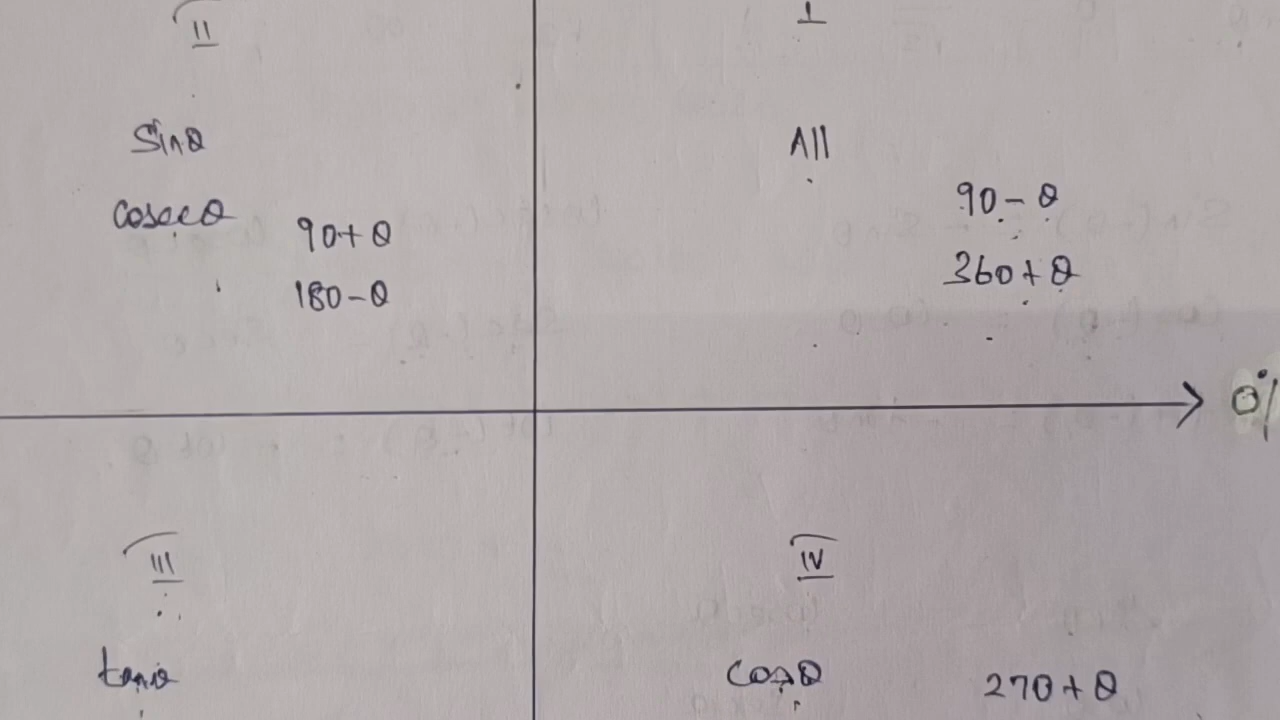 II
I
sinθ
All
cosecθ
90+θ
180-θ
90-θ
360+θ
0°
III
IV
tanθ
cosθ
270+θ